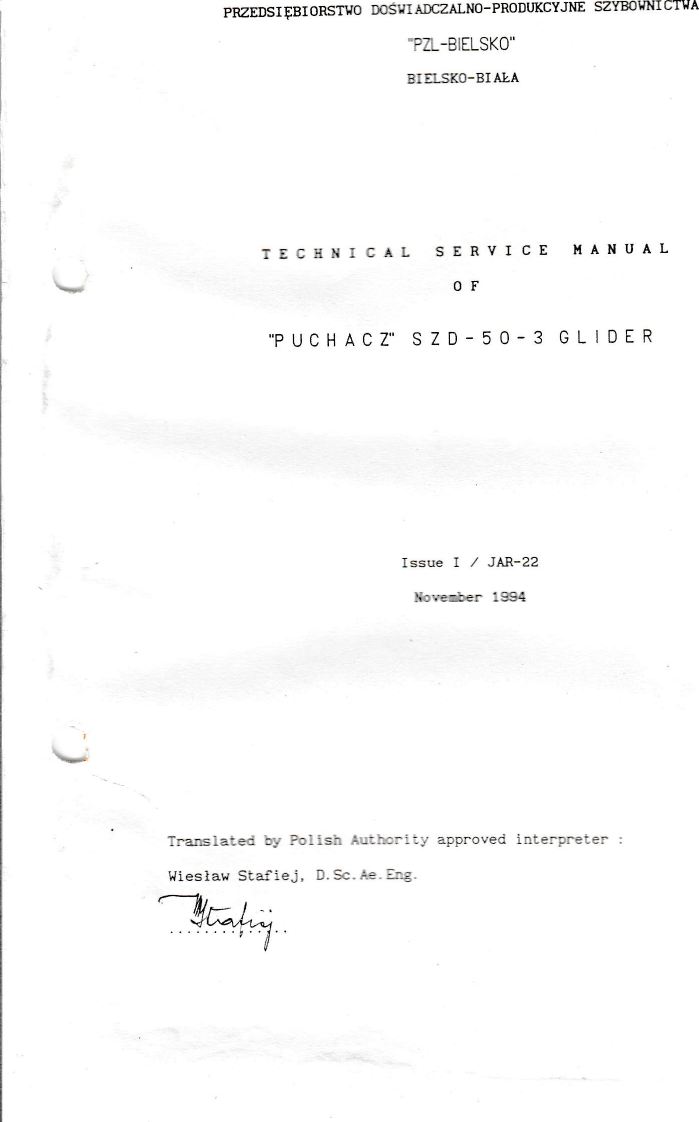 PRZEDSIĘBIORSTWO DOŚWIADCZALNO-PRODUKCYJNE SZYBOWNICTWA
"PZL-BIELSKO"
BIELSKO-BIAŁA
TECHNICAL SERVICE MANUAL
OF
"PUCHACZ" SZD-50-3 GLIDER
Issue I / JAR-22
November 1994
Translated by Polish Authority approved interpreter :
Wiesław Stafiej, D.Sc.Ae.Eng.
WStafiej